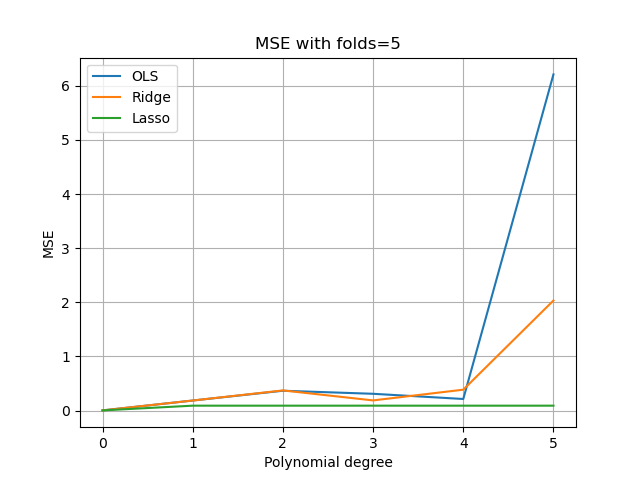 MSE with folds=5
OLS
Ridge
Lasso
MSE
6
5
4
3
2
1
0
0 1 2 3 4 5
Polynomial degree